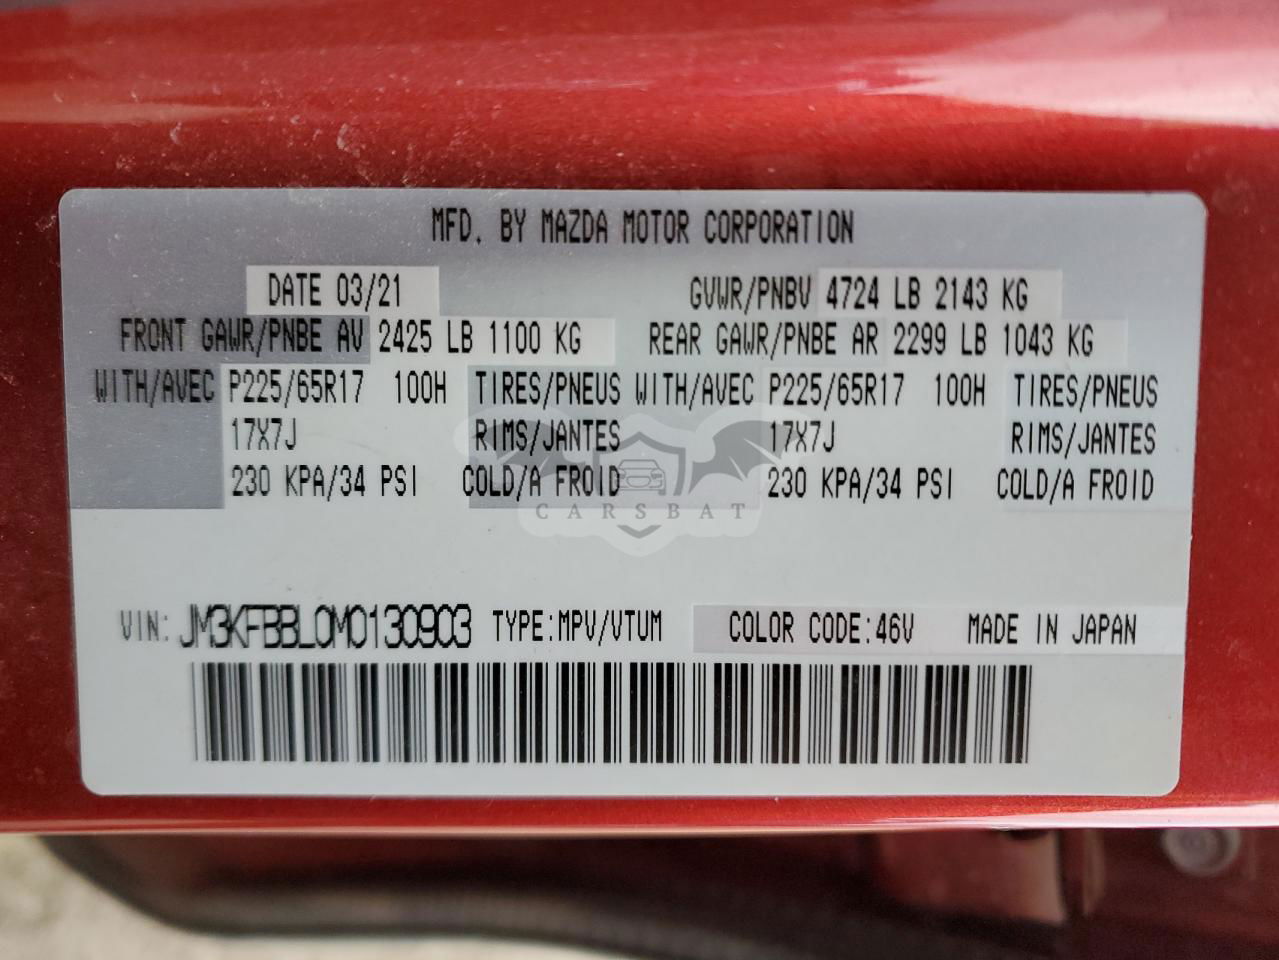 MFD. BY MAZDA MOTOR CORPORATION
DATE 03/21 GVWR/PNBV 4724 LB 2143 KG
FRONT GAWR/PNBE AV 2425 LB 1100 KG REAR GAWR/PNBE AR 2299 LB 1043 KG
WITH/AVEC P225/65R17 100H TIRES/PNEUS WITH/AVEC P225/65R17 100H TIRES/PNEUS
17X7J RIMS/JANTES 17X7J RIMS/JANTES
230 KPA/34 PSI COLD/A FROID 230 KPA/34 PSI COLD/A FROID
CARSBAT
VIN: JM3KFBBL0M0130903 TYPE:MPV/VTUM COLOR CODE:46V MADE IN JAPAN